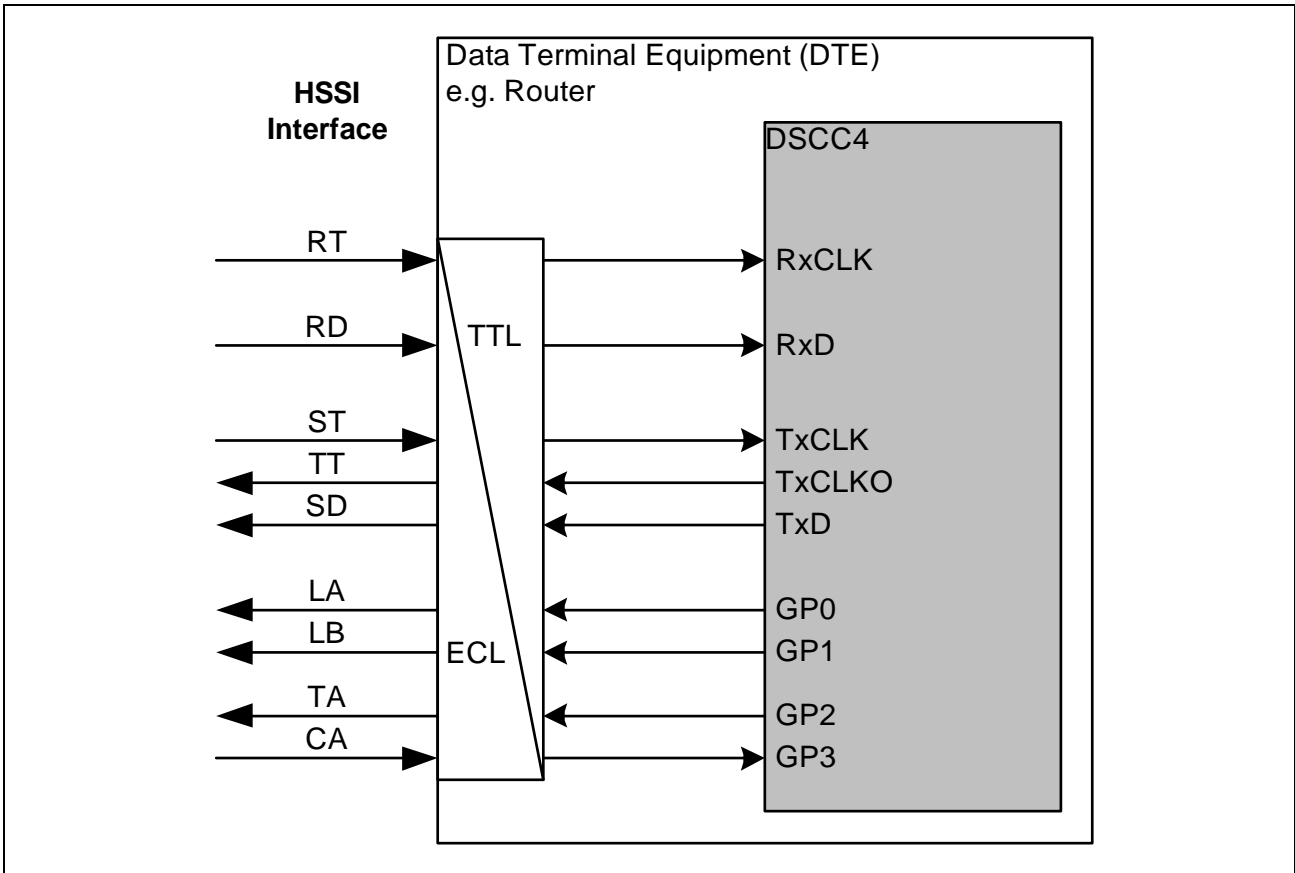 Data Terminal Equipment (DTE)
e.g. Router
HSSI
Interface
DSCC4
RT
RxCLK
RD
TTL
RxD
ST
TxCLK
TT
TxCLKO
SD
TxD
LA
GP0
LB
ECL
GP1
TA
GP2
CA
GP3